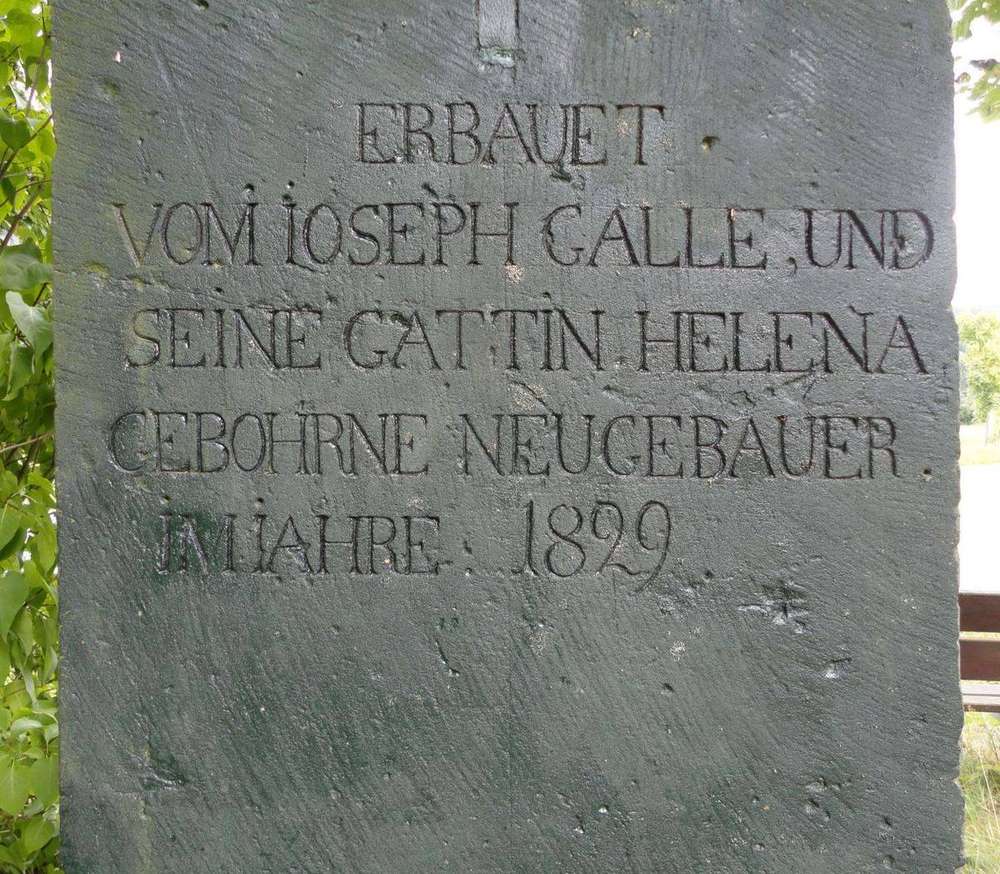 ERBAUET
VOM IOSEPH GALLE, UND
SEINE GATTIN HELENA
GEBOHRNE NEUGEBAUER.
IM IAHRE. 1829